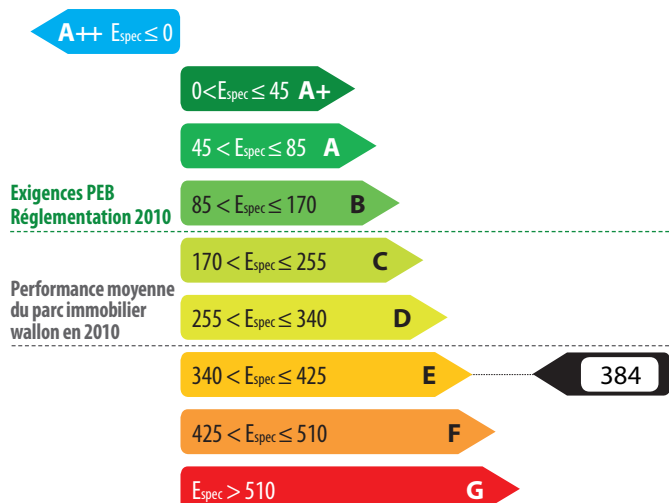 A++ Espec ≤ 0
0<Espec ≤ 45 A+
45 < Espec ≤ 85 A
Exigences PEB
Réglementation 2010
85 < Espec ≤ 170 B
170 < Espec ≤ 255 C
Performance moyenne
du parc immobilier
wallon en 2010
255 < Espec ≤ 340 D
340 < Espec ≤ 425 E
384
425 < Espec ≤ 510 F
Espec > 510 G